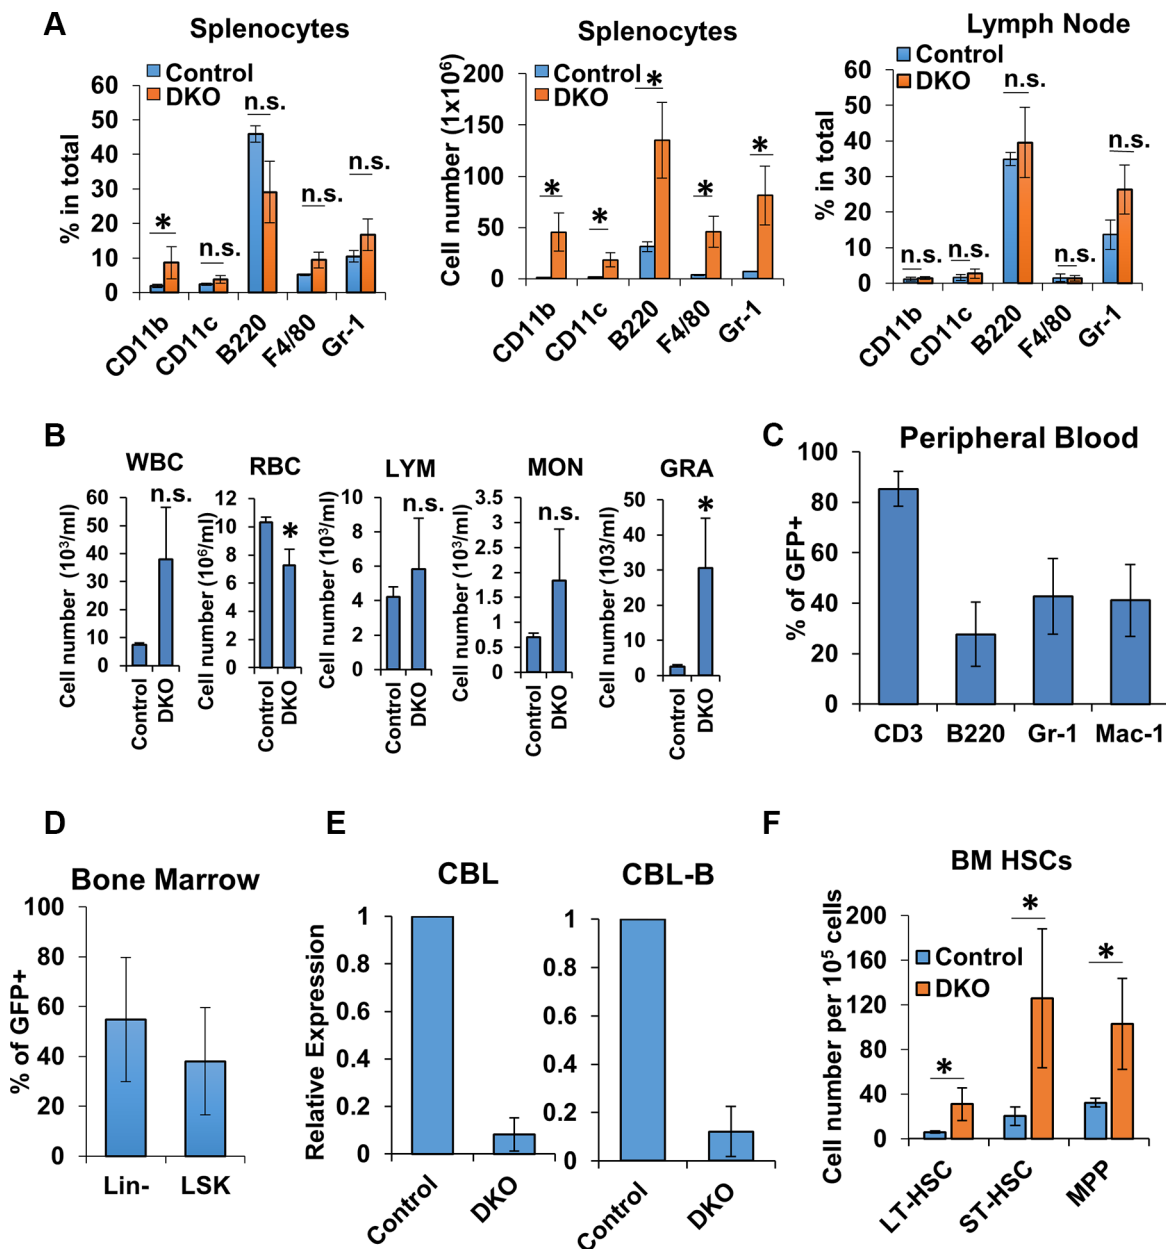 A
Splenocytes
Control
DKO
% in total
60
50
40
30
20
10
0
*
n.s.
n.s.
n.s.
n.s.
CD11b
CD11c
B220
F4/80
Gr-1
Splenocytes
Control
DKO
Cell number (1x10⁶)
200
150
100
50
0
*
*
*
*
*
CD11b
CD11c
B220
F4/80
Gr-1
Lymph Node
Control
DKO
% in total
60
50
40
30
20
10
0
n.s.
n.s.
n.s.
n.s.
n.s.
CD11b
CD11c
B220
F4/80
Gr-1
B
WBC
n.s.
Cell number (10³/ml)
60
50
40
30
20
10
0
Control
DKO
RBC
*
Cell number (10⁶/ml)
12
10
8
6
4
2
0
Control
DKO
LYM
n.s.
Cell number (10³/ml)
10
8
6
4
2
0
Control
DKO
MON
n.s.
Cell number (10³/ml)
3.5
3
2.5
2
1.5
1
0.5
0
Control
DKO
GRA
*
Cell number (103/ml)
50
40
30
20
10
0
Control
DKO
C
Peripheral Blood
% of GFP+
100
80
60
40
20
0
CD3
B220
Gr-1
Mac-1
D
Bone Marrow
% of GFP+
100
80
60
40
20
0
Lin-
LSK
E
CBL
Relative Expression
1
0.8
0.6
0.4
0.2
0
Control
DKO
CBL-B
1
0.8
0.6
0.4
0.2
0
Control
DKO
F
BM HSCs
Control
DKO
Cell number per 10⁵ cells
200
160
120
80
40
0
*
*
*
LT-HSC
ST-HSC
MPP